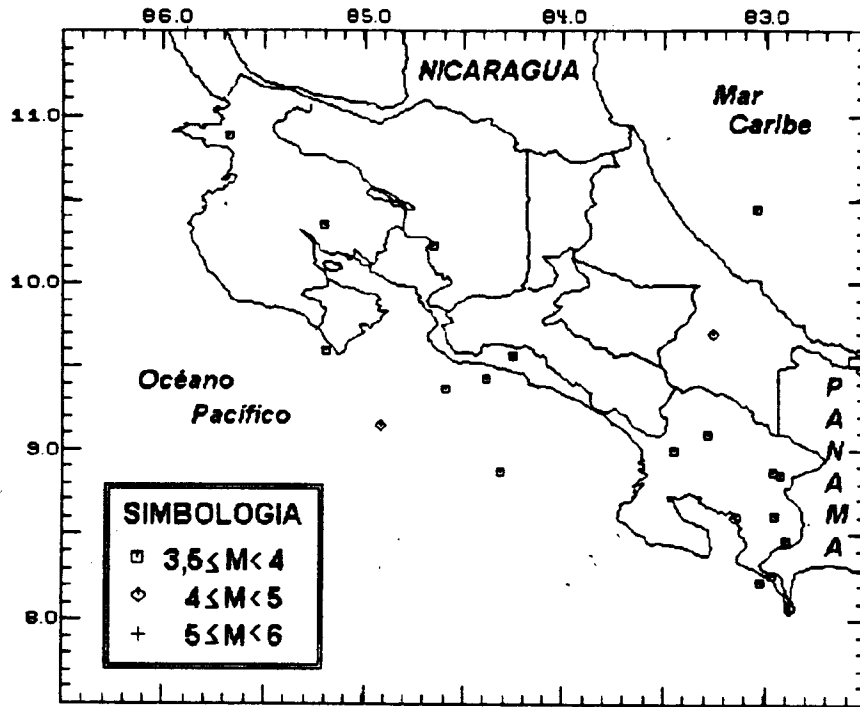 86.0 85.0 84.0 83.0
NICARAGUA
Mar
Caribe
11.0
10.0
Océano
Pacífico
9.0
P
A
N
A
M
A
SIMBOLOGIA
3,5≤M<4
4≤M<5
5≤M<6
8.0